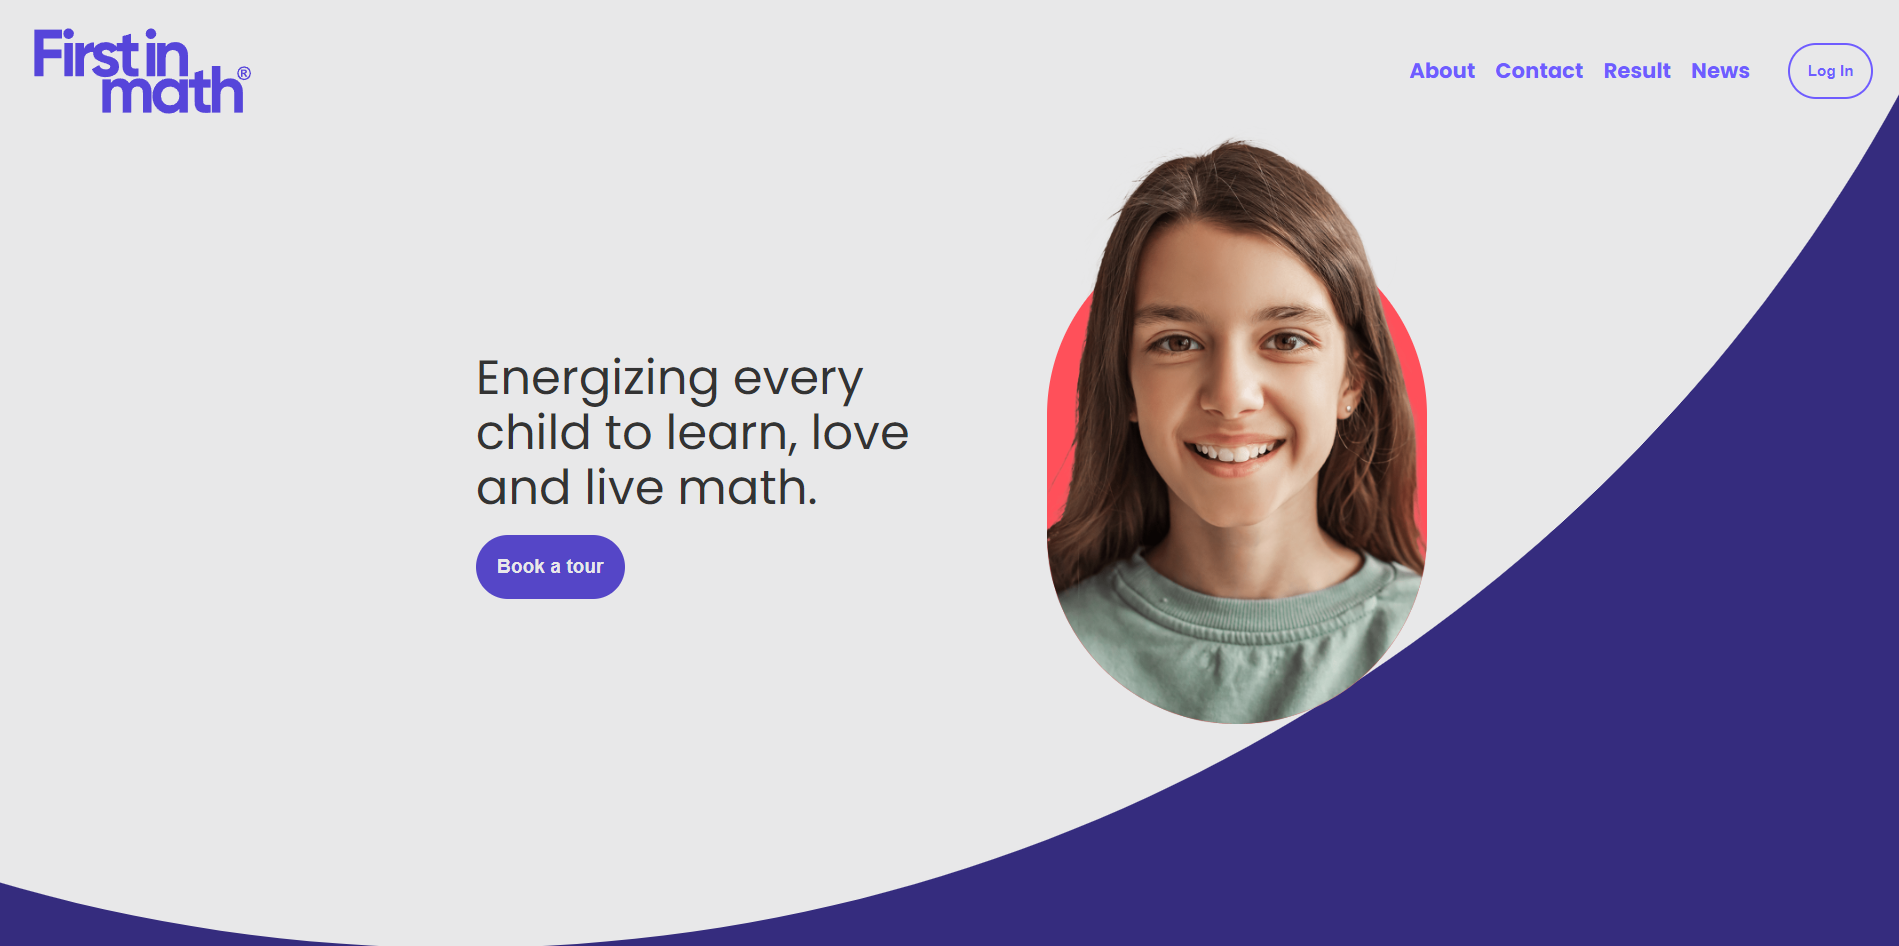 First in
math®
About Contact Result News Log In
Energizing every
child to learn, love
and live math.
Book a tour